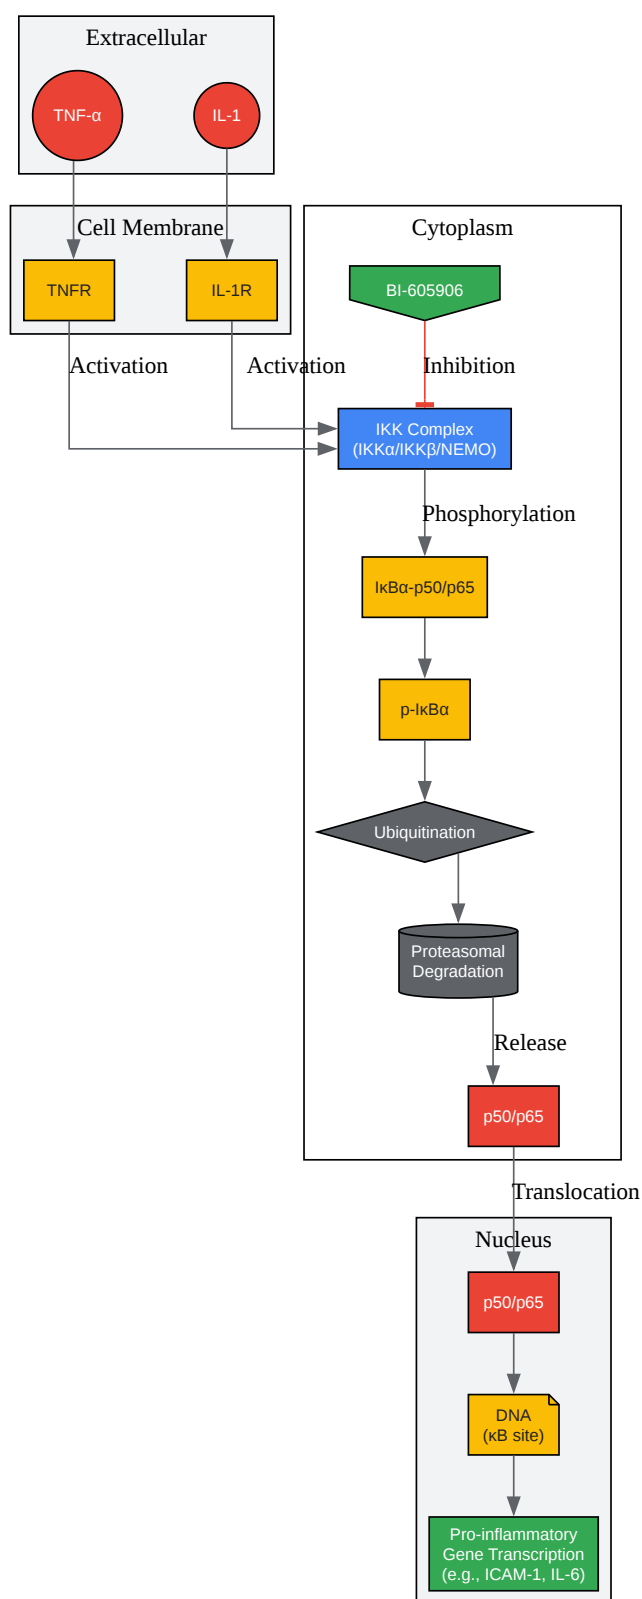 Extracellular
TNF-α
IL-1
Cell Membrane
TNFR
IL-1R
Cytoplasm
BI-605906
Activation
Activation
Inhibition
IKK Complex
(IKKα/IKKβ/NEMO)
Phosphorylation
IκBα-p50/p65
p-IκBα
Ubiquitination
Proteasomal
Degradation
Release
p50/p65
Translocation
Nucleus
p50/p65
DNA
(κB site)
Pro-inflammatory
Gene Transcription
(e.g., ICAM-1, IL-6)